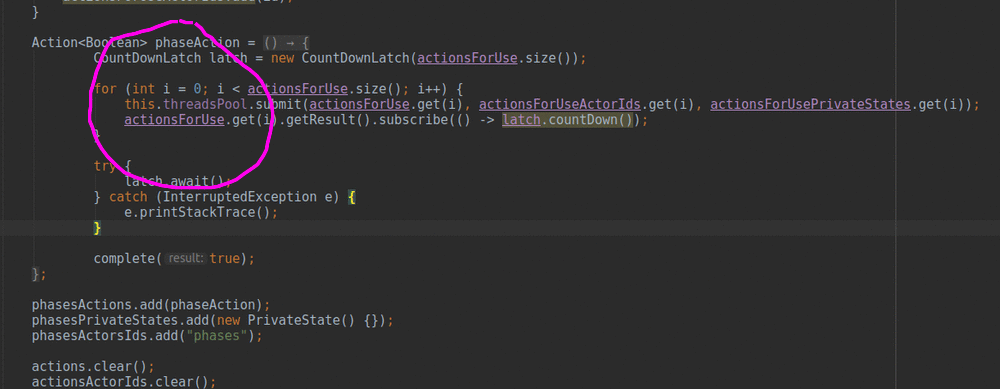 }
Action<Boolean> phaseAction = () → {
CountDownLatch latch = new CountDownLatch(actionsForUse.size());
for (int i = 0; i < actionsForUse.size(); i++) {
this.threadsPool.submit(actionsForUse.get(i), actionsForUseActorIds.get(i), actionsForUsePrivateStates.get(i));
actionsForUse.get(i).getResult().subscribe(() -> latch.countDown());
}
try {
latch.await();
} catch (InterruptedException e) {
e.printStackTrace();
}
complete( result: true);
};
phasesActions.add(phaseAction);
phasesPrivateStates.add(new PrivateState() {});
phasesActorsIds.add("phases");
actions.clear();
actionsActorIds.clear();